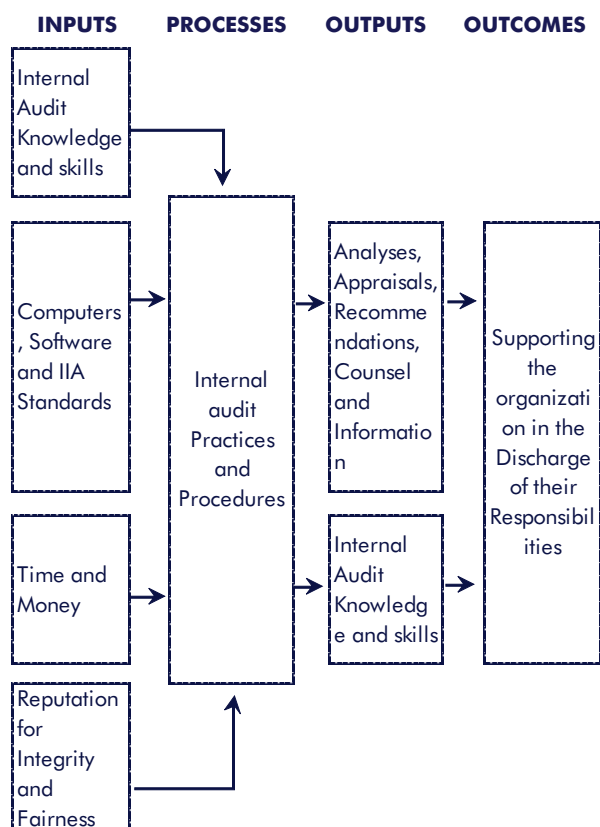 INPUTS PROCESSES OUTPUTS OUTCOMES
Internal
Audit
Knowledge
and skills
Computers
, Software
and IIA
Standards
Time and
Money
Reputation
for
Integrity
and
Fairness
Internal
audit
Practices
and
Procedures
Analyses,
Appraisals,
Recomme
ndations,
Counsel
and
Informatio
n
Internal
Audit
Knowledg
e and skills
Supporting
the
organizati
on in the
Discharge
of their
Responsibil
ities